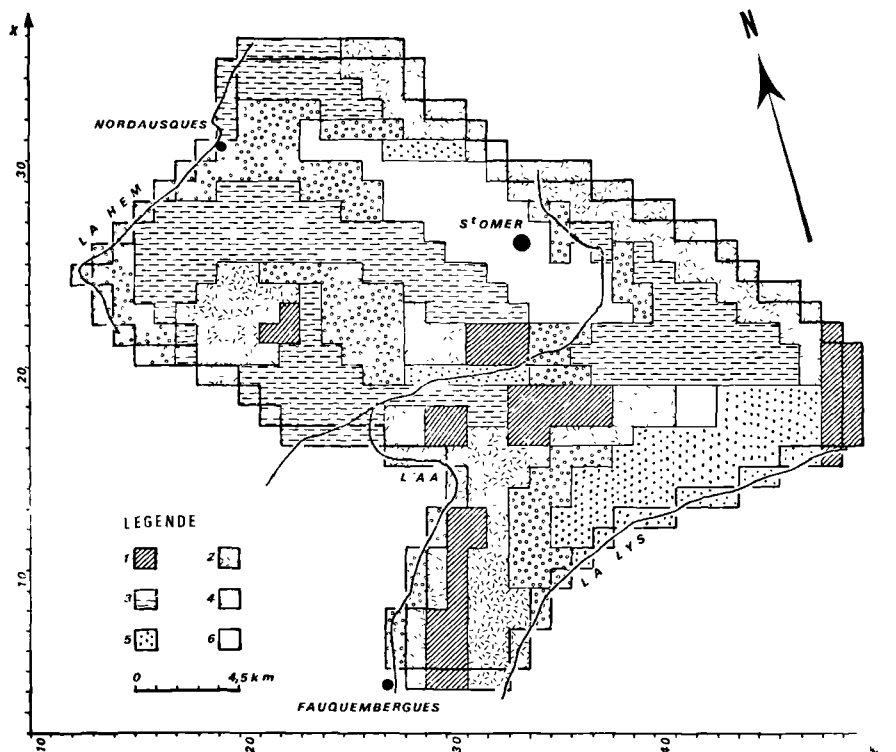 X
N
NORDAUSQUES
30
LA HEM
St OMER
20
L'AA
LEGENDE
1 2
3 4
5 6
10
LA LYS
0 4,5 km
FAUQUEMBERGUES
10 20 30 40